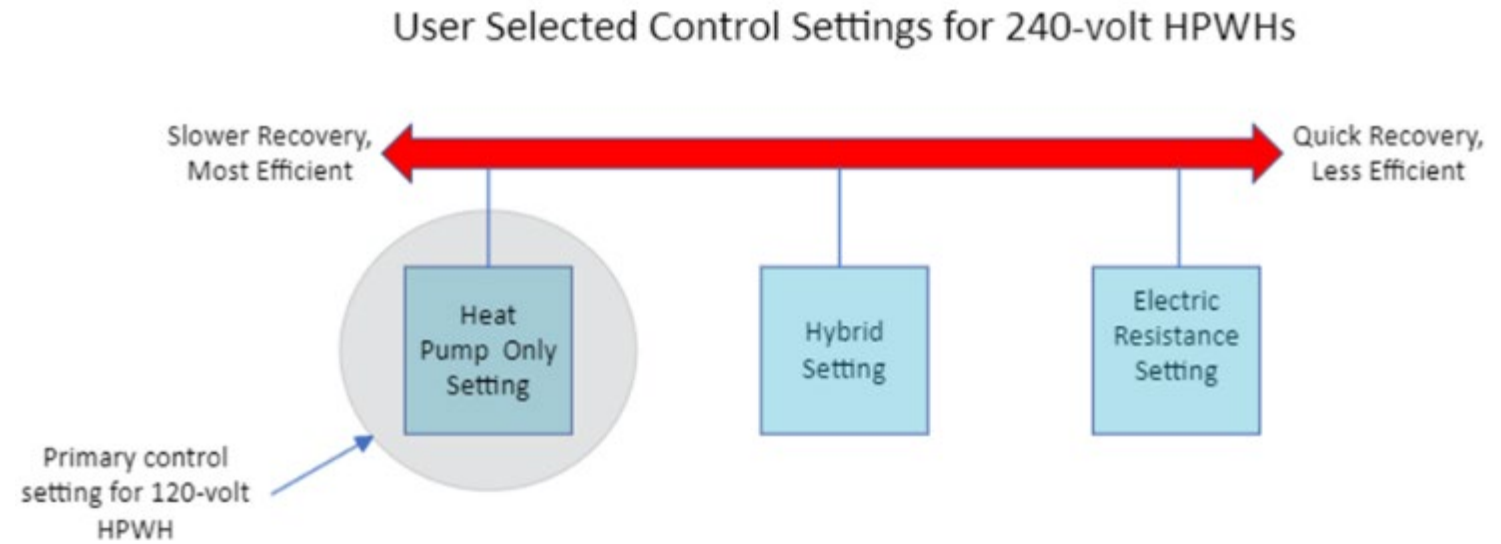 User Selected Control Settings for 240-volt HPWHs
Slower Recovery,
Most Efficient
Quick Recovery,
Less Efficient
Heat
Pump Only
Setting
Hybrid
Setting
Electric
Resistance
Setting
Primary control
setting for 120-volt
HPWH